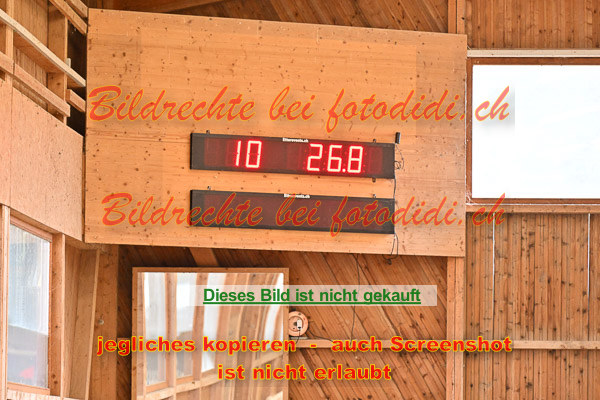 Bildrechte bei fotodidi.ch
10 26.8
Bildrechte bei fotodidi.ch
Dieses Bild ist nicht gekauft
jegliches kopieren - auch Screenshot
ist nicht erlaubt